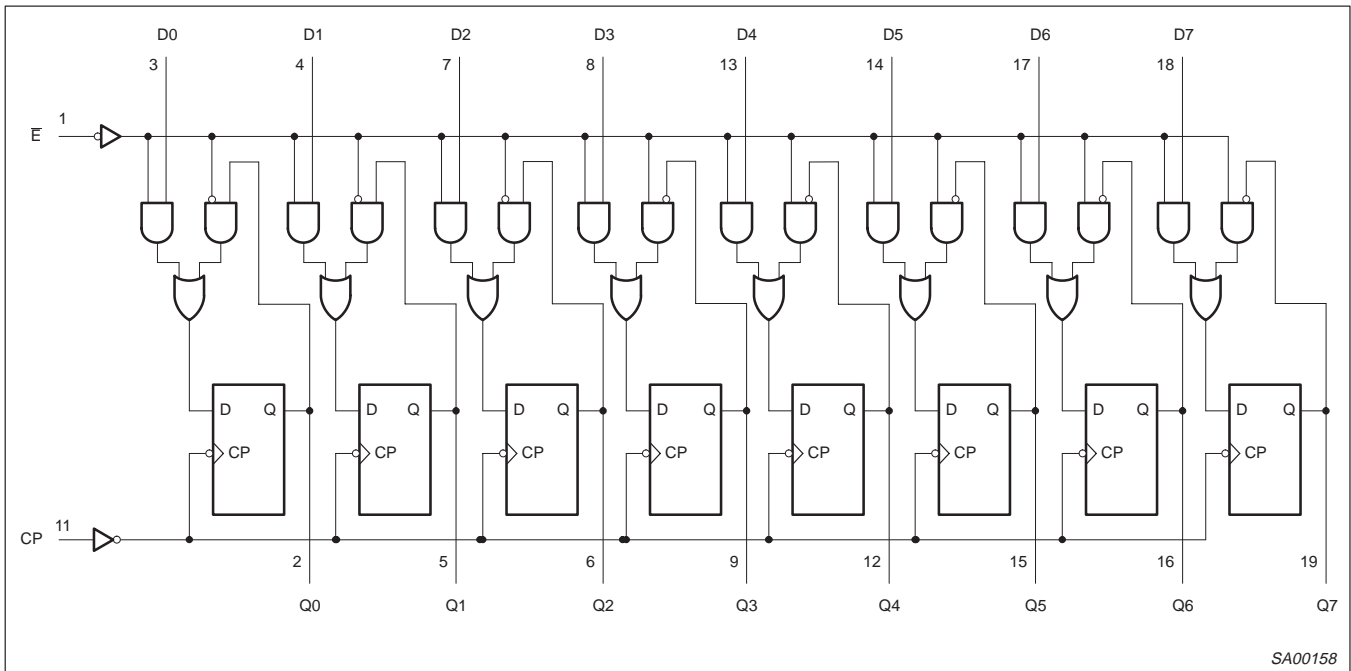 D0 D1 D2 D3 D4 D5 D6 D7
3 4 7 8 13 14 17 18
1
E̅
D Q D Q D Q D Q D Q D Q D Q D Q
CP CP CP CP CP CP CP CP
11
CP
2 5 6 9 12 15 16 19
Q0 Q1 Q2 Q3 Q4 Q5 Q6 Q7
SA00158